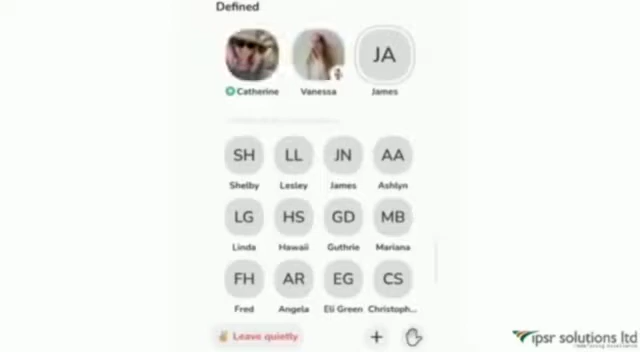 Defined
JA
Catherine Vanessa James
SH LL JN AA
Shelby Lesley James Ashlyn
LG HS GD MB
Linda Hawaii Guthrie Mariana
FH AR EG CS
Fred Angela Eli Green Christoph...
Leave quietly +
ipsr solutions ltd